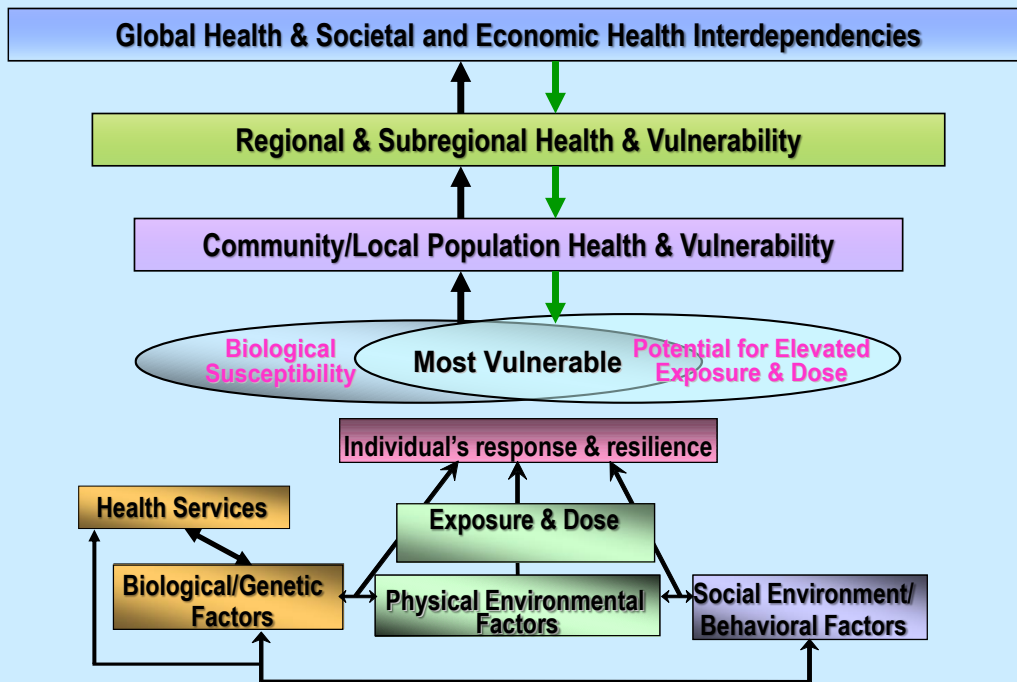 Global Health & Societal and Economic Health Interdependencies
Regional & Subregional Health & Vulnerability
Community/Local Population Health & Vulnerability
Biological
Susceptibility
Most Vulnerable
Potential for Elevated
Exposure & Dose
Individual's response & resilience
Health Services
Exposure & Dose
Biological/Genetic
Factors
Physical Environmental
Factors
Social Environment/
Behavioral Factors